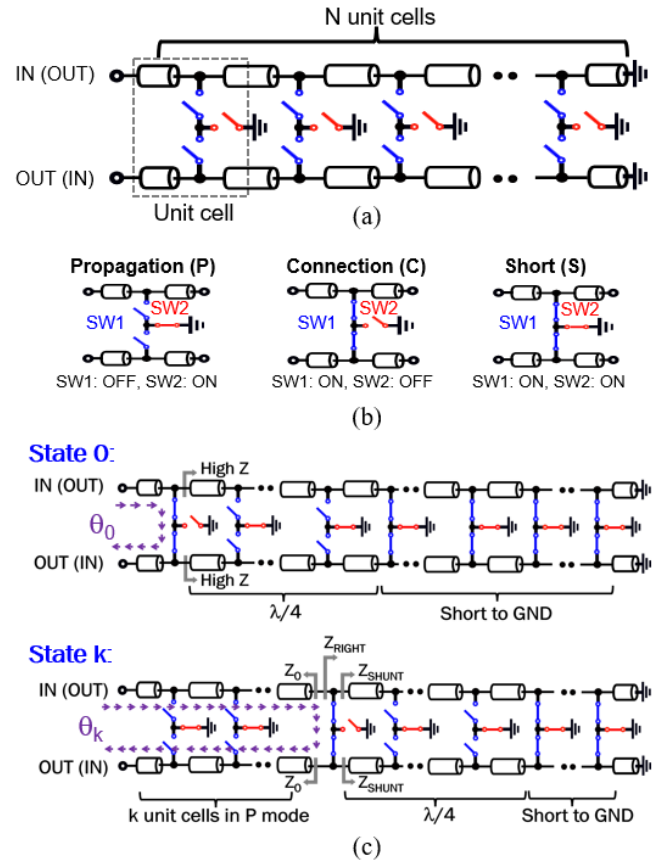 N unit cells
IN (OUT)
OUT (IN)
Unit cell
(a)
Propagation (P) Connection (C) Short (S)
SW1 SW2 SW1 SW2 SW1 SW2
SW1: OFF, SW2: ON SW1: ON, SW2: OFF SW1: ON, SW2: ON
(b)
State 0:
High Z
IN (OUT)
θ0
OUT (IN)
High Z
λ/4 Short to GND
State k:
ZRIGHT
Z0 ZSHUNT
IN (OUT)
θk
OUT (IN)
Z0 ZSHUNT
k unit cells in P mode λ/4 Short to GND
(c)